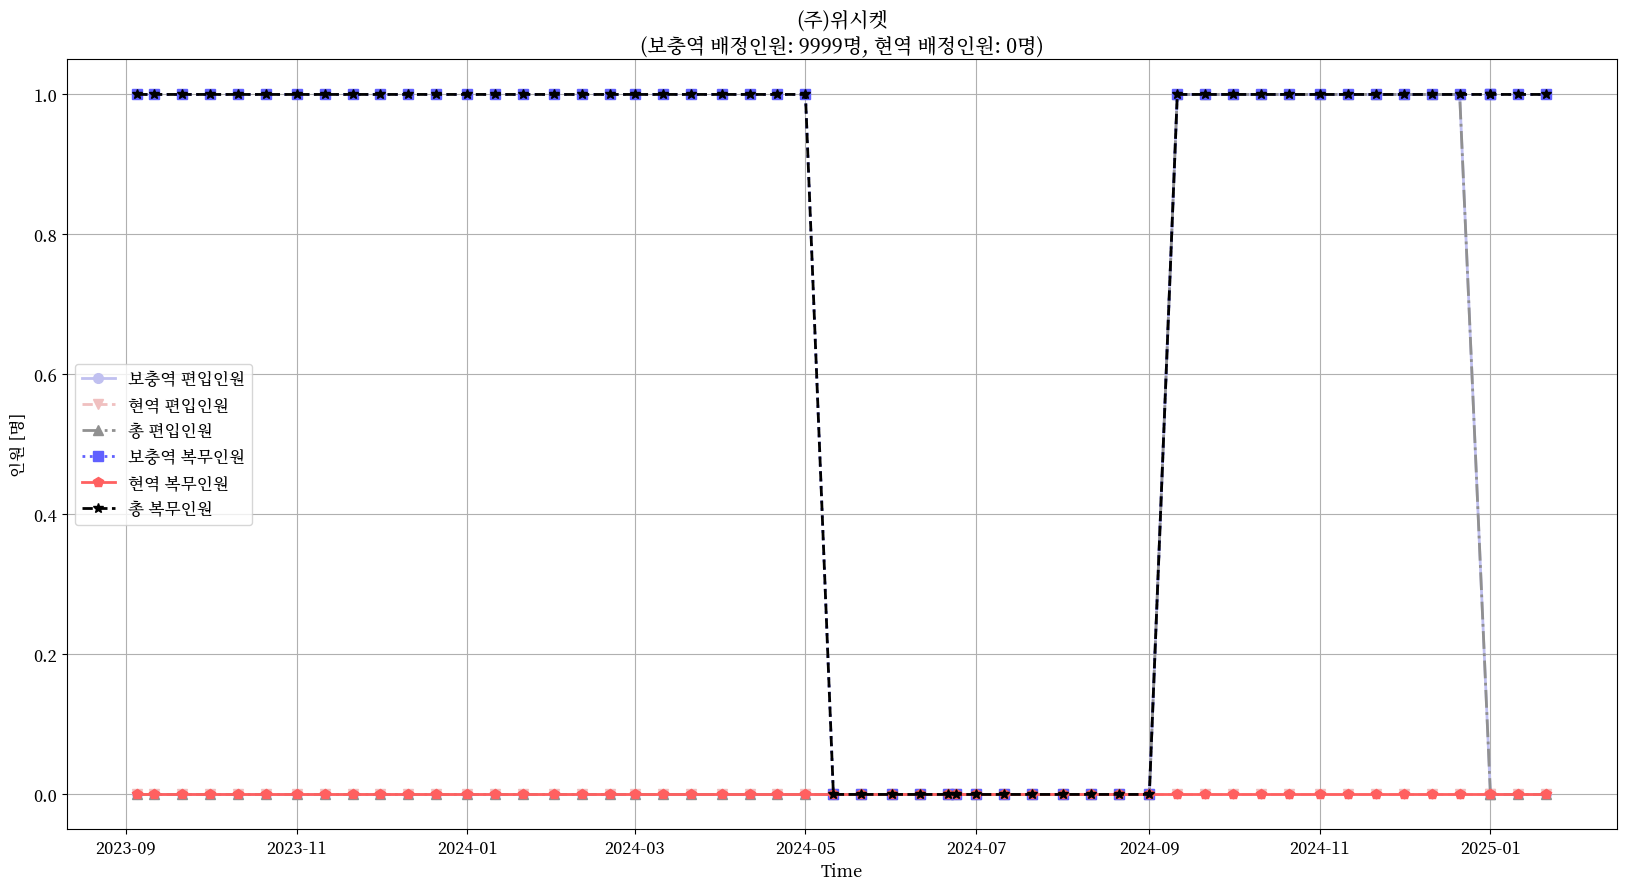 (주)위시켓
(보충역 배정인원: 9999명, 현역 배정인원: 0명)
인원 [명]
1.0
0.8
0.6
0.4
0.2
0.0
보충역 편입인원
현역 편입인원
총 편입인원
보충역 복무인원
현역 복무인원
총 복무인원
2023-09 2023-11 2024-01 2024-03 2024-05 2024-07 2024-09 2024-11 2025-01
Time